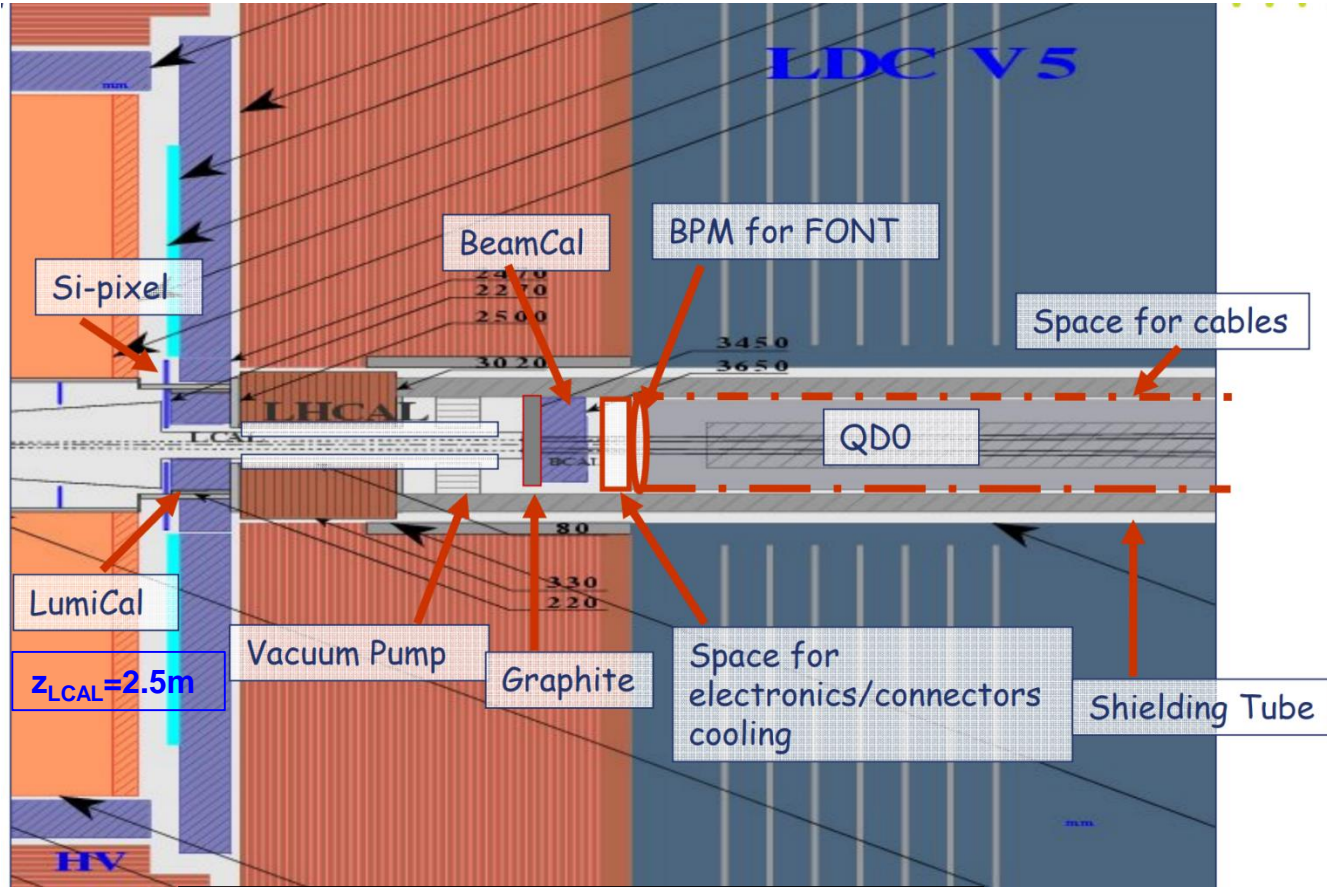 LDC V5
mm
BeamCal
BPM for FONT
Si-pixel
2470
2270
2500
Space for cables
3450
3020
3650
LHCAL
LCAL
QD0
BCAL
80
330
220
LumiCal
Vacuum Pump
Graphite
Space for
electronics/connectors
cooling
Shielding Tube
zLCAL=2.5m
mm
HV